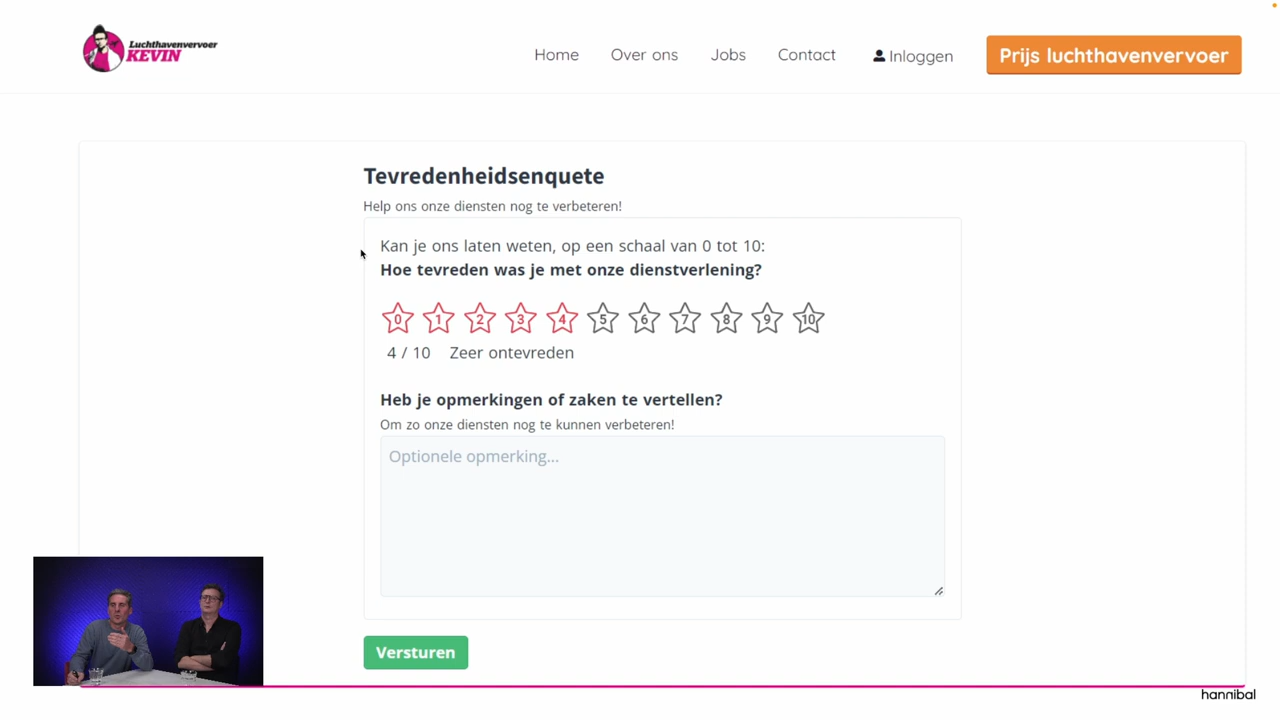 Luchthavenvervoer
KEVIN
Home Over ons Jobs Contact Inloggen Prijs luchthavenvervoer
Tevredenheidsenquete
Help ons onze diensten nog te verbeteren!
Kan je ons laten weten, op een schaal van 0 tot 10:
Hoe tevreden was je met onze dienstverlening?
0 1 2 3 4 5 6 7 8 9 10
4 / 10 Zeer ontevreden
Heb je opmerkingen of zaken te vertellen?
Om zo onze diensten nog te kunnen verbeteren!
Optionele opmerking...
Versturen
hannibal